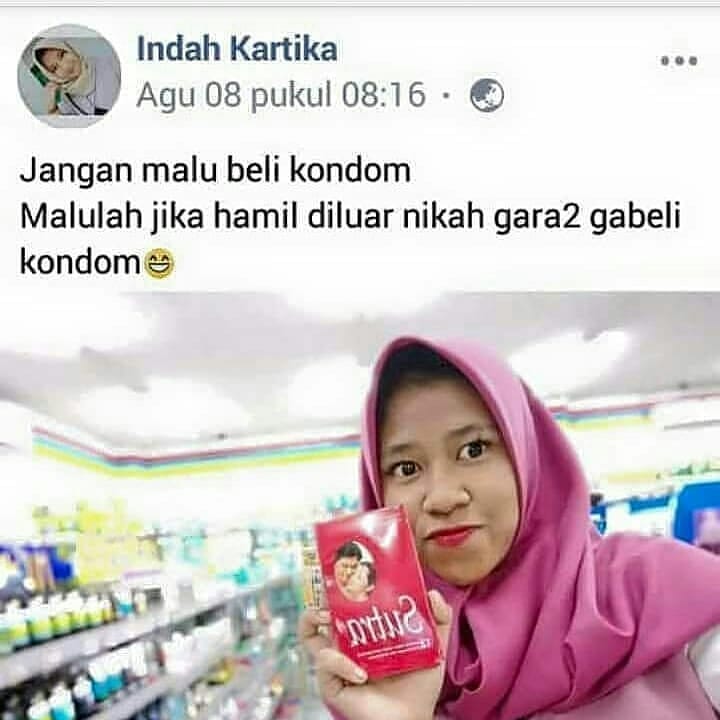 Indah Kartika
Agu 08 pukul 08:16 ·
Jangan malu beli kondom
Malulah jika hamil diluar nikah gara2 gabeli
kondom😄
Sutra